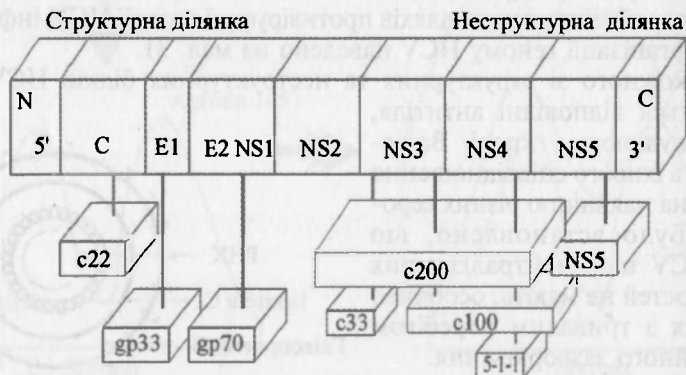 Структурна ділянка Неструктурна ділянка
N C
5' C E1 E2 NS1 NS2 NS3 NS4 NS5 3'
c22 c200 NS5
gp33 gp70 c33 c100
5-1-1